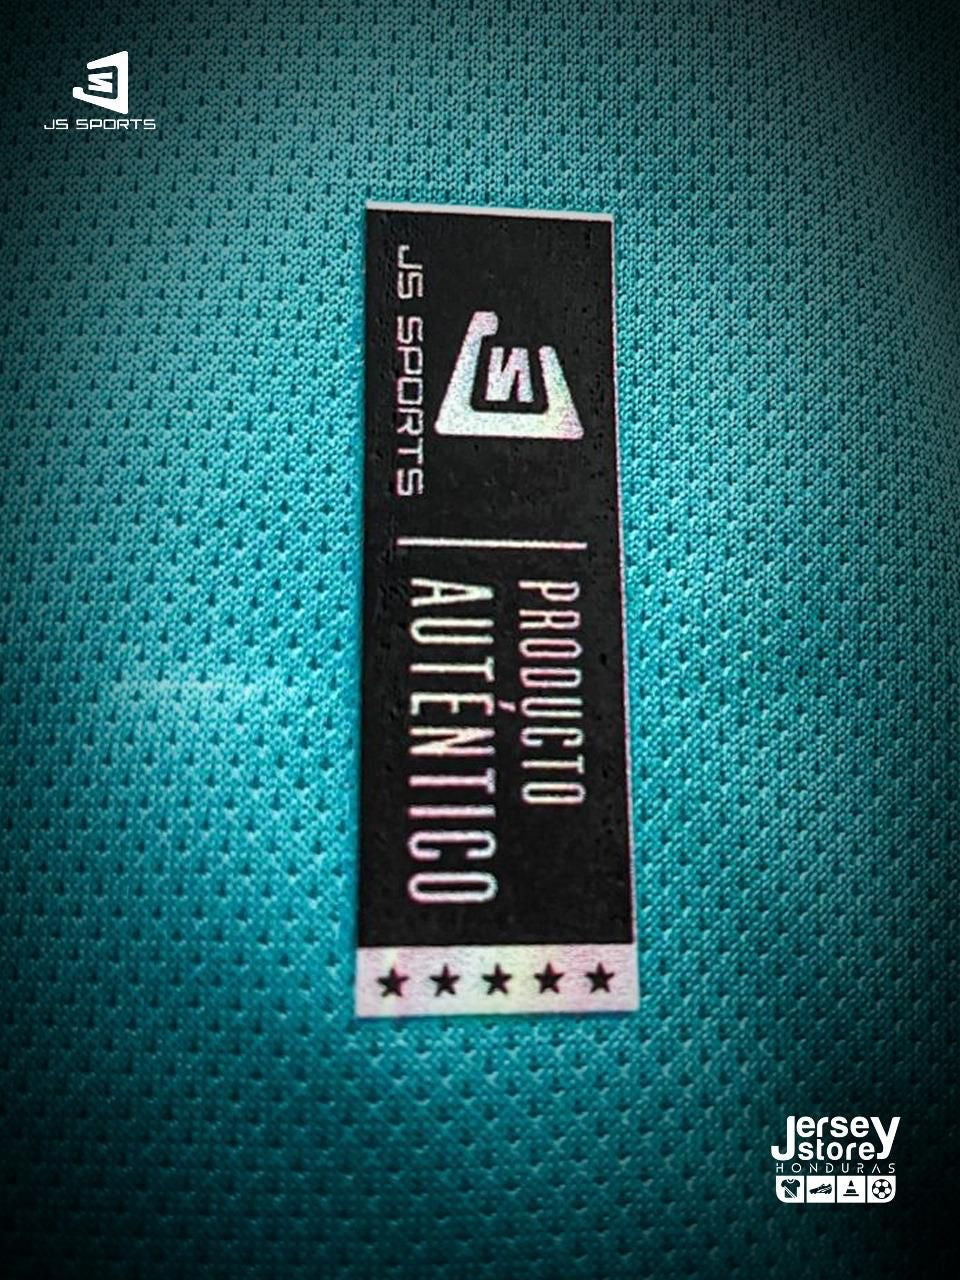 JS SPORTS
JS SPORTS
PRODUCTO
AUTÉNTICO
Jersey
store
HONDURAS